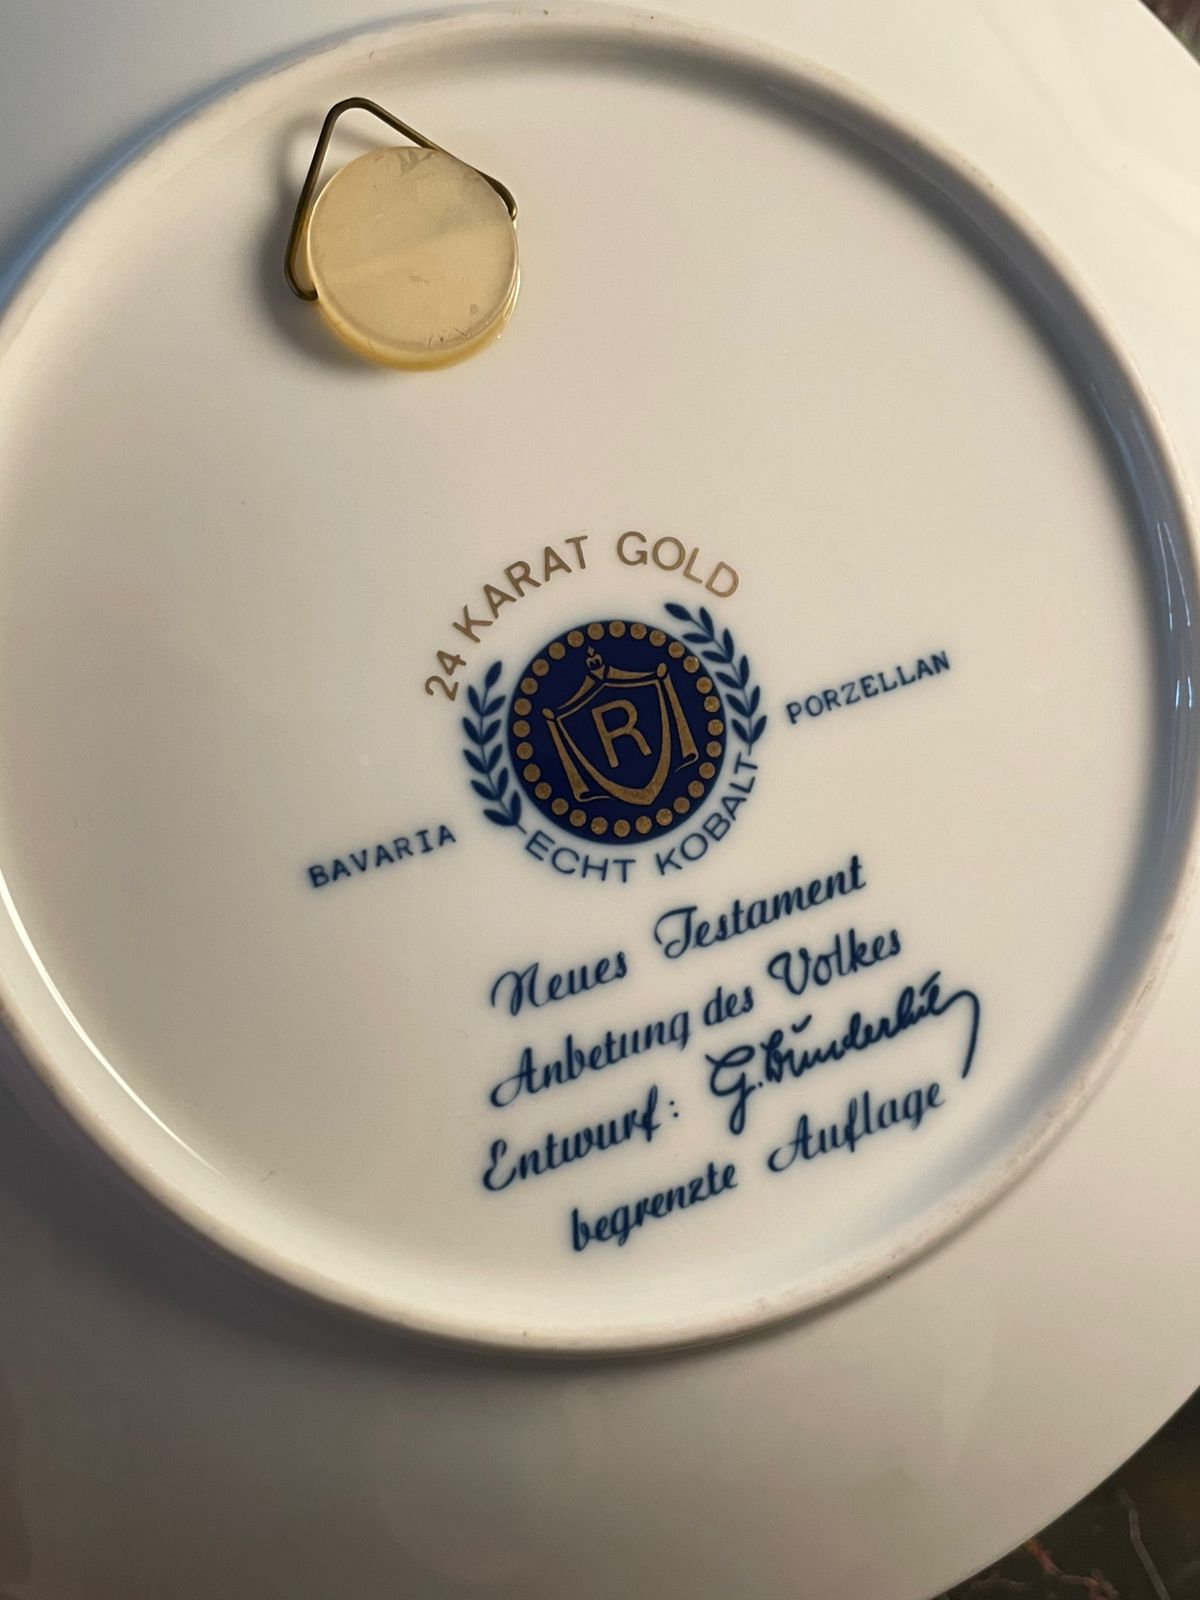 24 KARAT GOLD
R
BAVARIA
PORZELLAN
ECHT KOBALT
Neues Testament
Anbetung des Volkes
Entwurf: G.
begrenzte Auflage